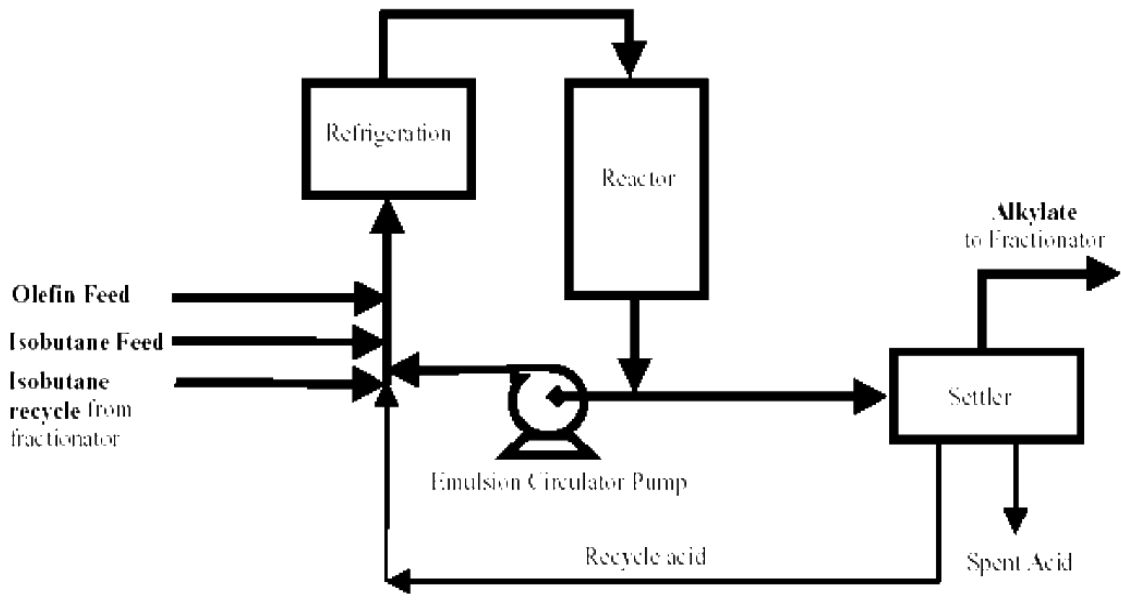 Refrigeration
Reactor
Alkylate
to Fractionator
Olefin Feed
Isobutane Feed
Isobutane
recycle from
fractionator
Settler
Emulsion Circulator Pump
Recycle acid
Spent Acid